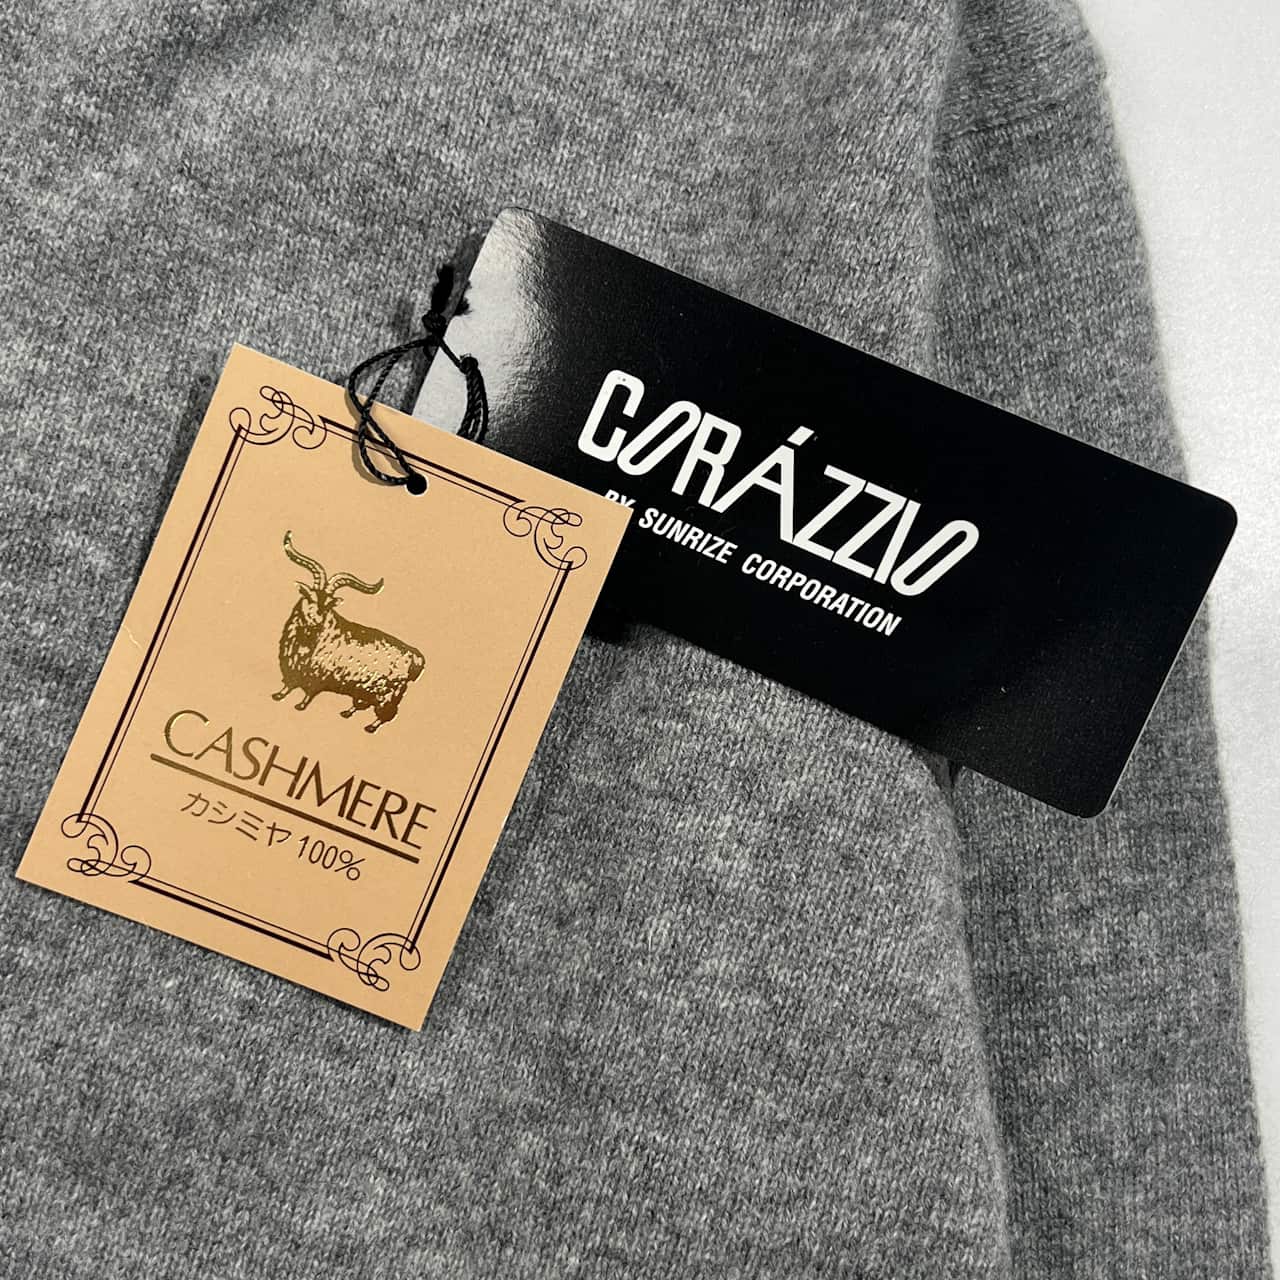 CORÁZZIO
BY SUNRIZE CORPORATION
CASHMERE
カシミヤ 100%